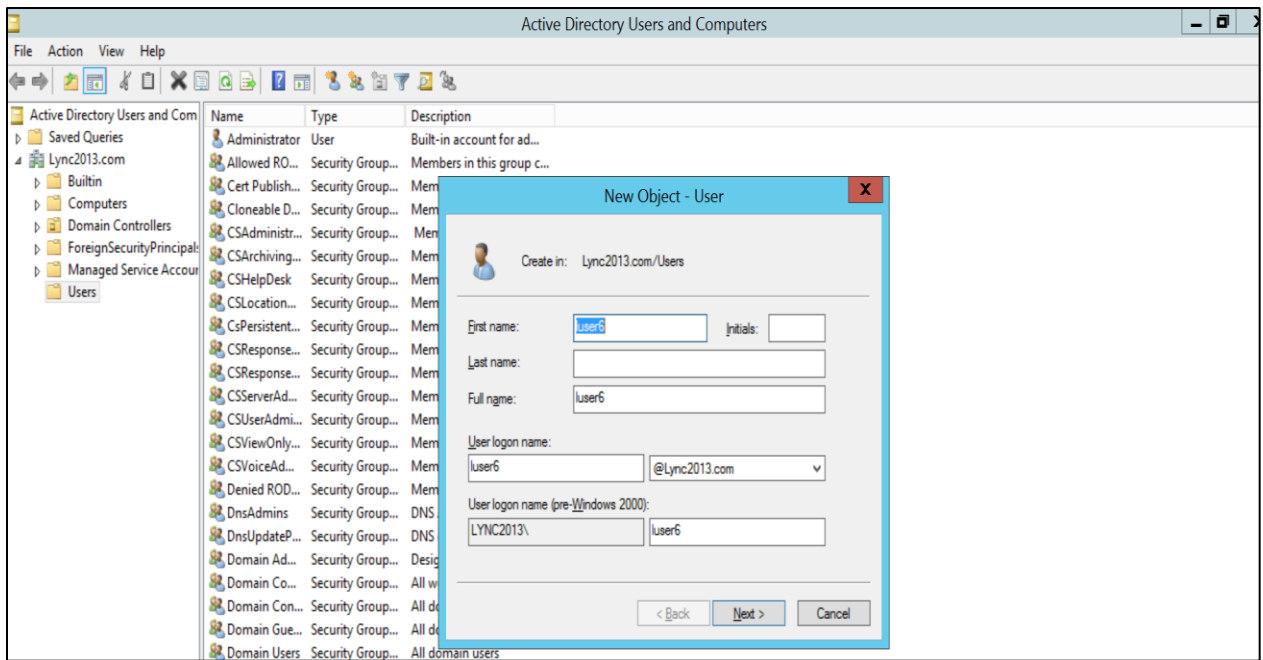 Active Directory Users and Computers
File Action View Help
Active Directory Users and Com
Saved Queries
Lync2013.com
Builtin
Computers
Domain Controllers
ForeignSecurityPrincipals
Managed Service Accour
Users
Name Type Description
Administrator User Built-in account for ad...
Allowed RO... Security Group... Members in this group c...
Cert Publish... Security Group... Mem
Cloneable D... Security Group... Mem
CSAdministr... Security Group... Mem
CSArchiving... Security Group... Mem
CSHelpDesk Security Group... Mem
CSLocation... Security Group... Mem
CsPersistent... Security Group... Mem
CSResponse... Security Group... Mem
CSResponse... Security Group... Mem
CSServerAd... Security Group... Mem
CSUserAdmi... Security Group... Mem
CSViewOnly... Security Group... Mem
CSVoiceAd... Security Group... Mem
Denied ROD... Security Group... Mem
DnsAdmins Security Group... DNS
DnsUpdateP... Security Group... DNS
Domain Ad... Security Group... Desig
Domain Co... Security Group... All w
Domain Con... Security Group... All do
Domain Gue... Security Group... All do
Domain Users Security Group... All domain users
New Object - User
X
Create in: Lync2013.com/Users
First name: luser6 Initials:
Last name:
Full name: luser6
User logon name:
luser6 @Lync2013.com
User logon name (pre-Windows 2000):
LYNC2013\ luser6
< Back Next > Cancel